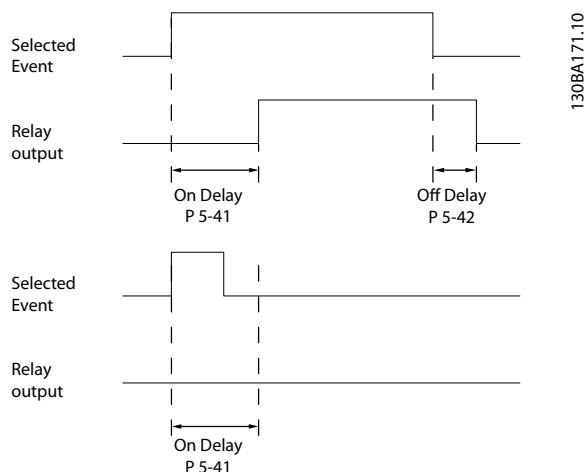 Selected
Event
Relay
output
On Delay
P 5-41
Off Delay
P 5-42
Selected
Event
Relay
output
On Delay
P 5-41
130BA171.10